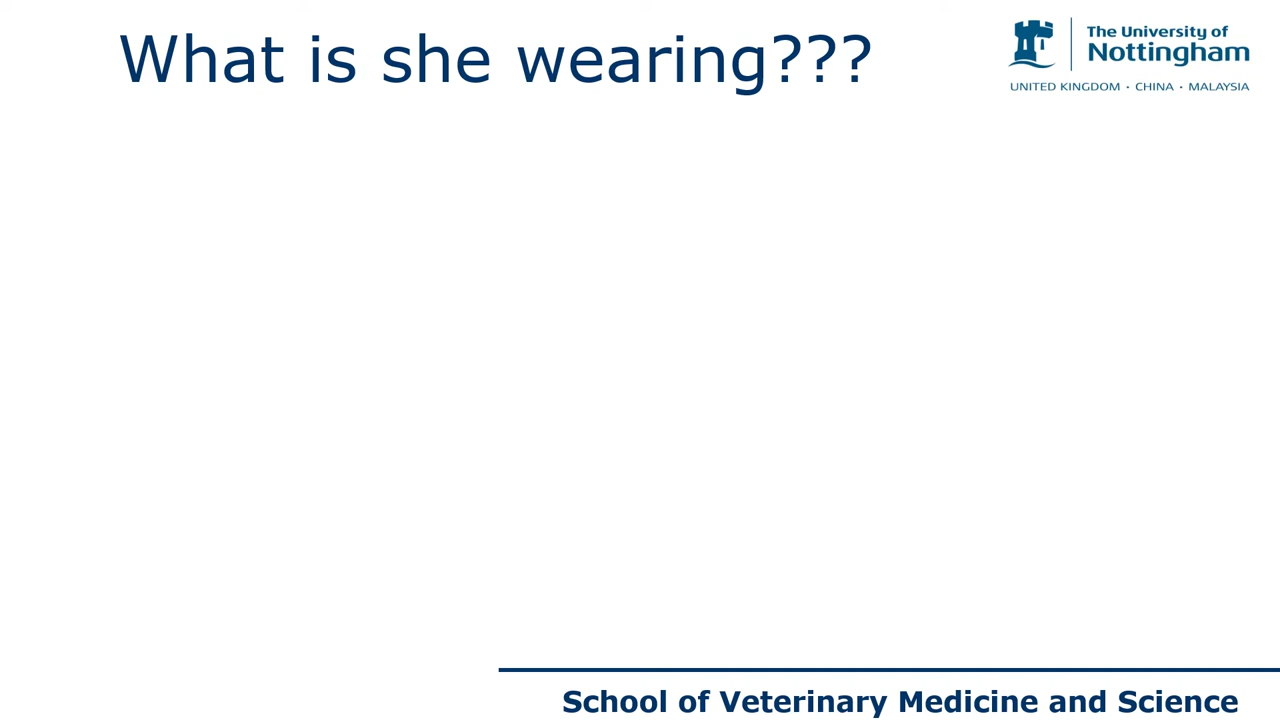 What is she wearing???
The University of
Nottingham
UNITED KINGDOM · CHINA · MALAYSIA
School of Veterinary Medicine and Science